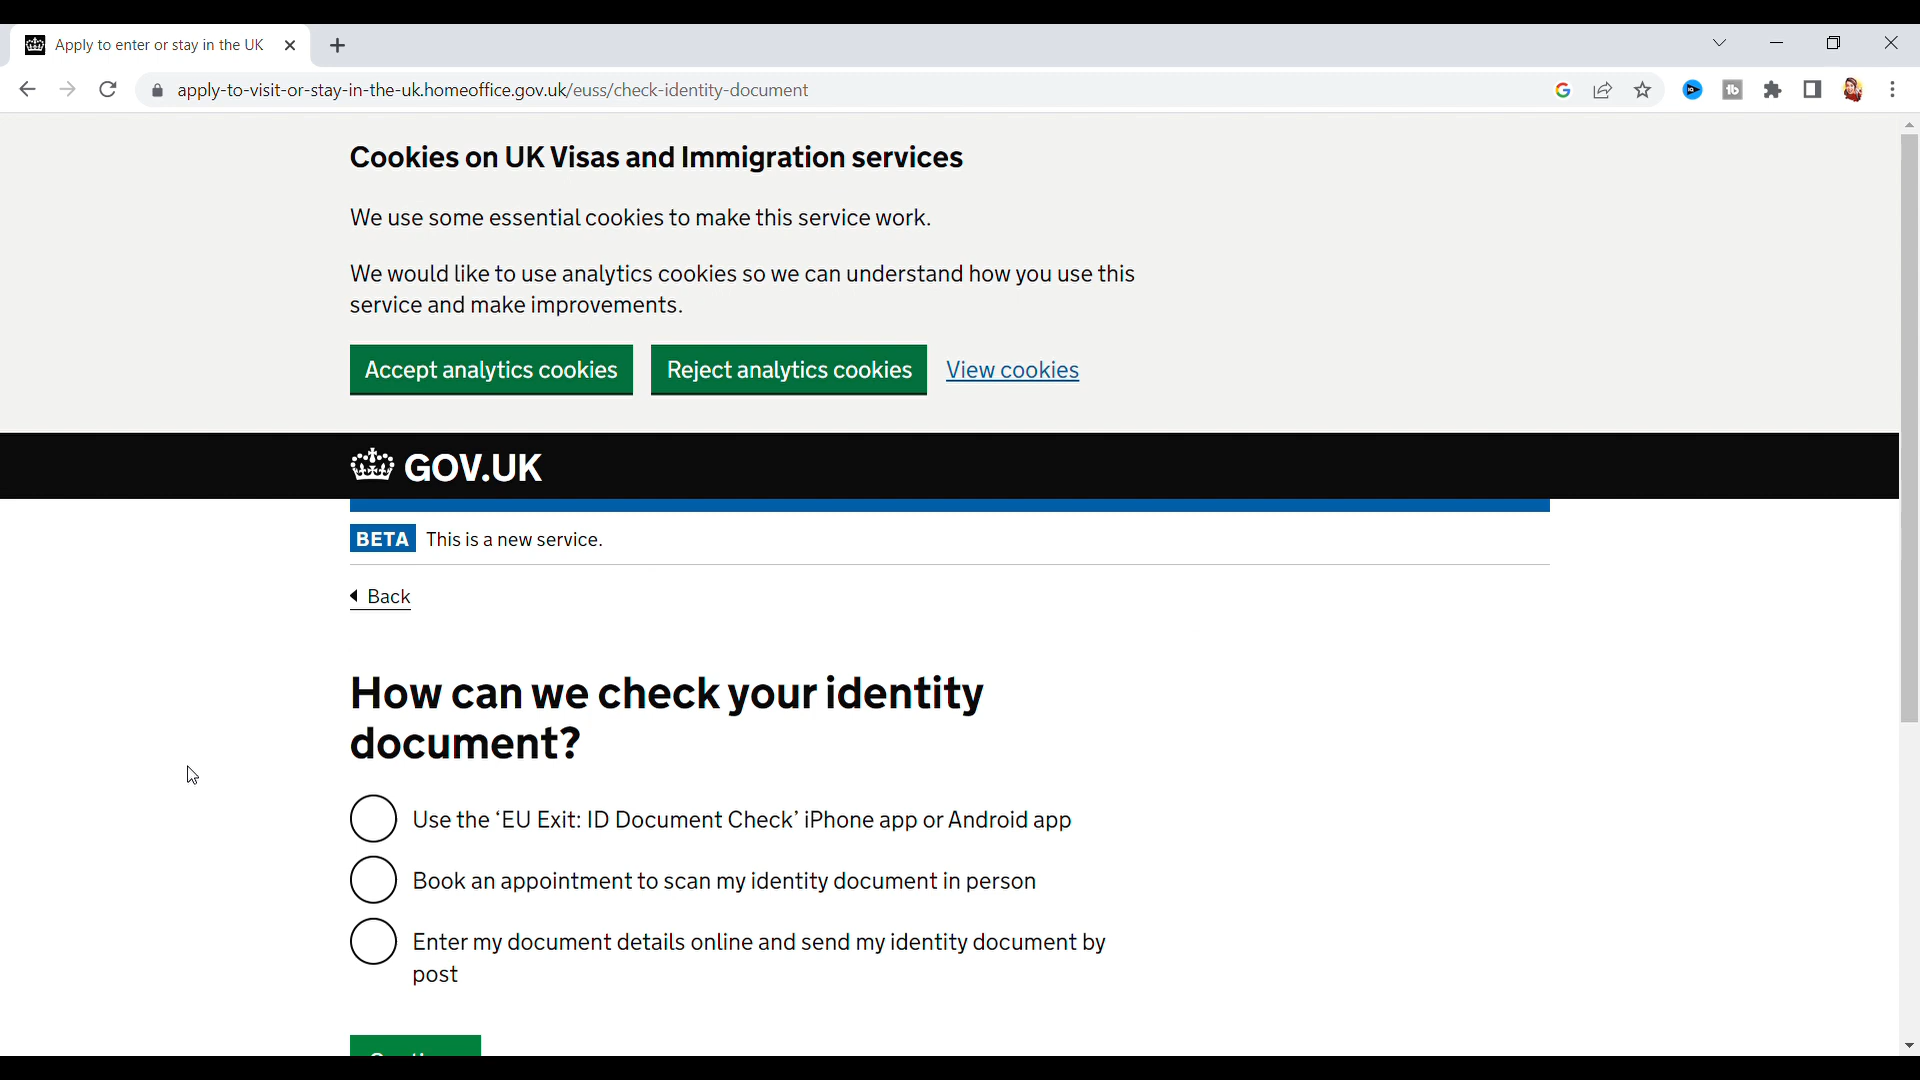 Apply to enter or stay in the UK
apply-to-visit-or-stay-in-the-uk.homeoffice.gov.uk/euss/check-identity-document
Cookies on UK Visas and Immigration services
We use some essential cookies to make this service work.
We would like to use analytics cookies so we can understand how you use this
service and make improvements.
Accept analytics cookies Reject analytics cookies View cookies
GOV.UK
BETA This is a new service.
Back
How can we check your identity
document?
Use the ‘EU Exit: ID Document Check’ iPhone app or Android app
Book an appointment to scan my identity document in person
Enter my document details online and send my identity document by
post